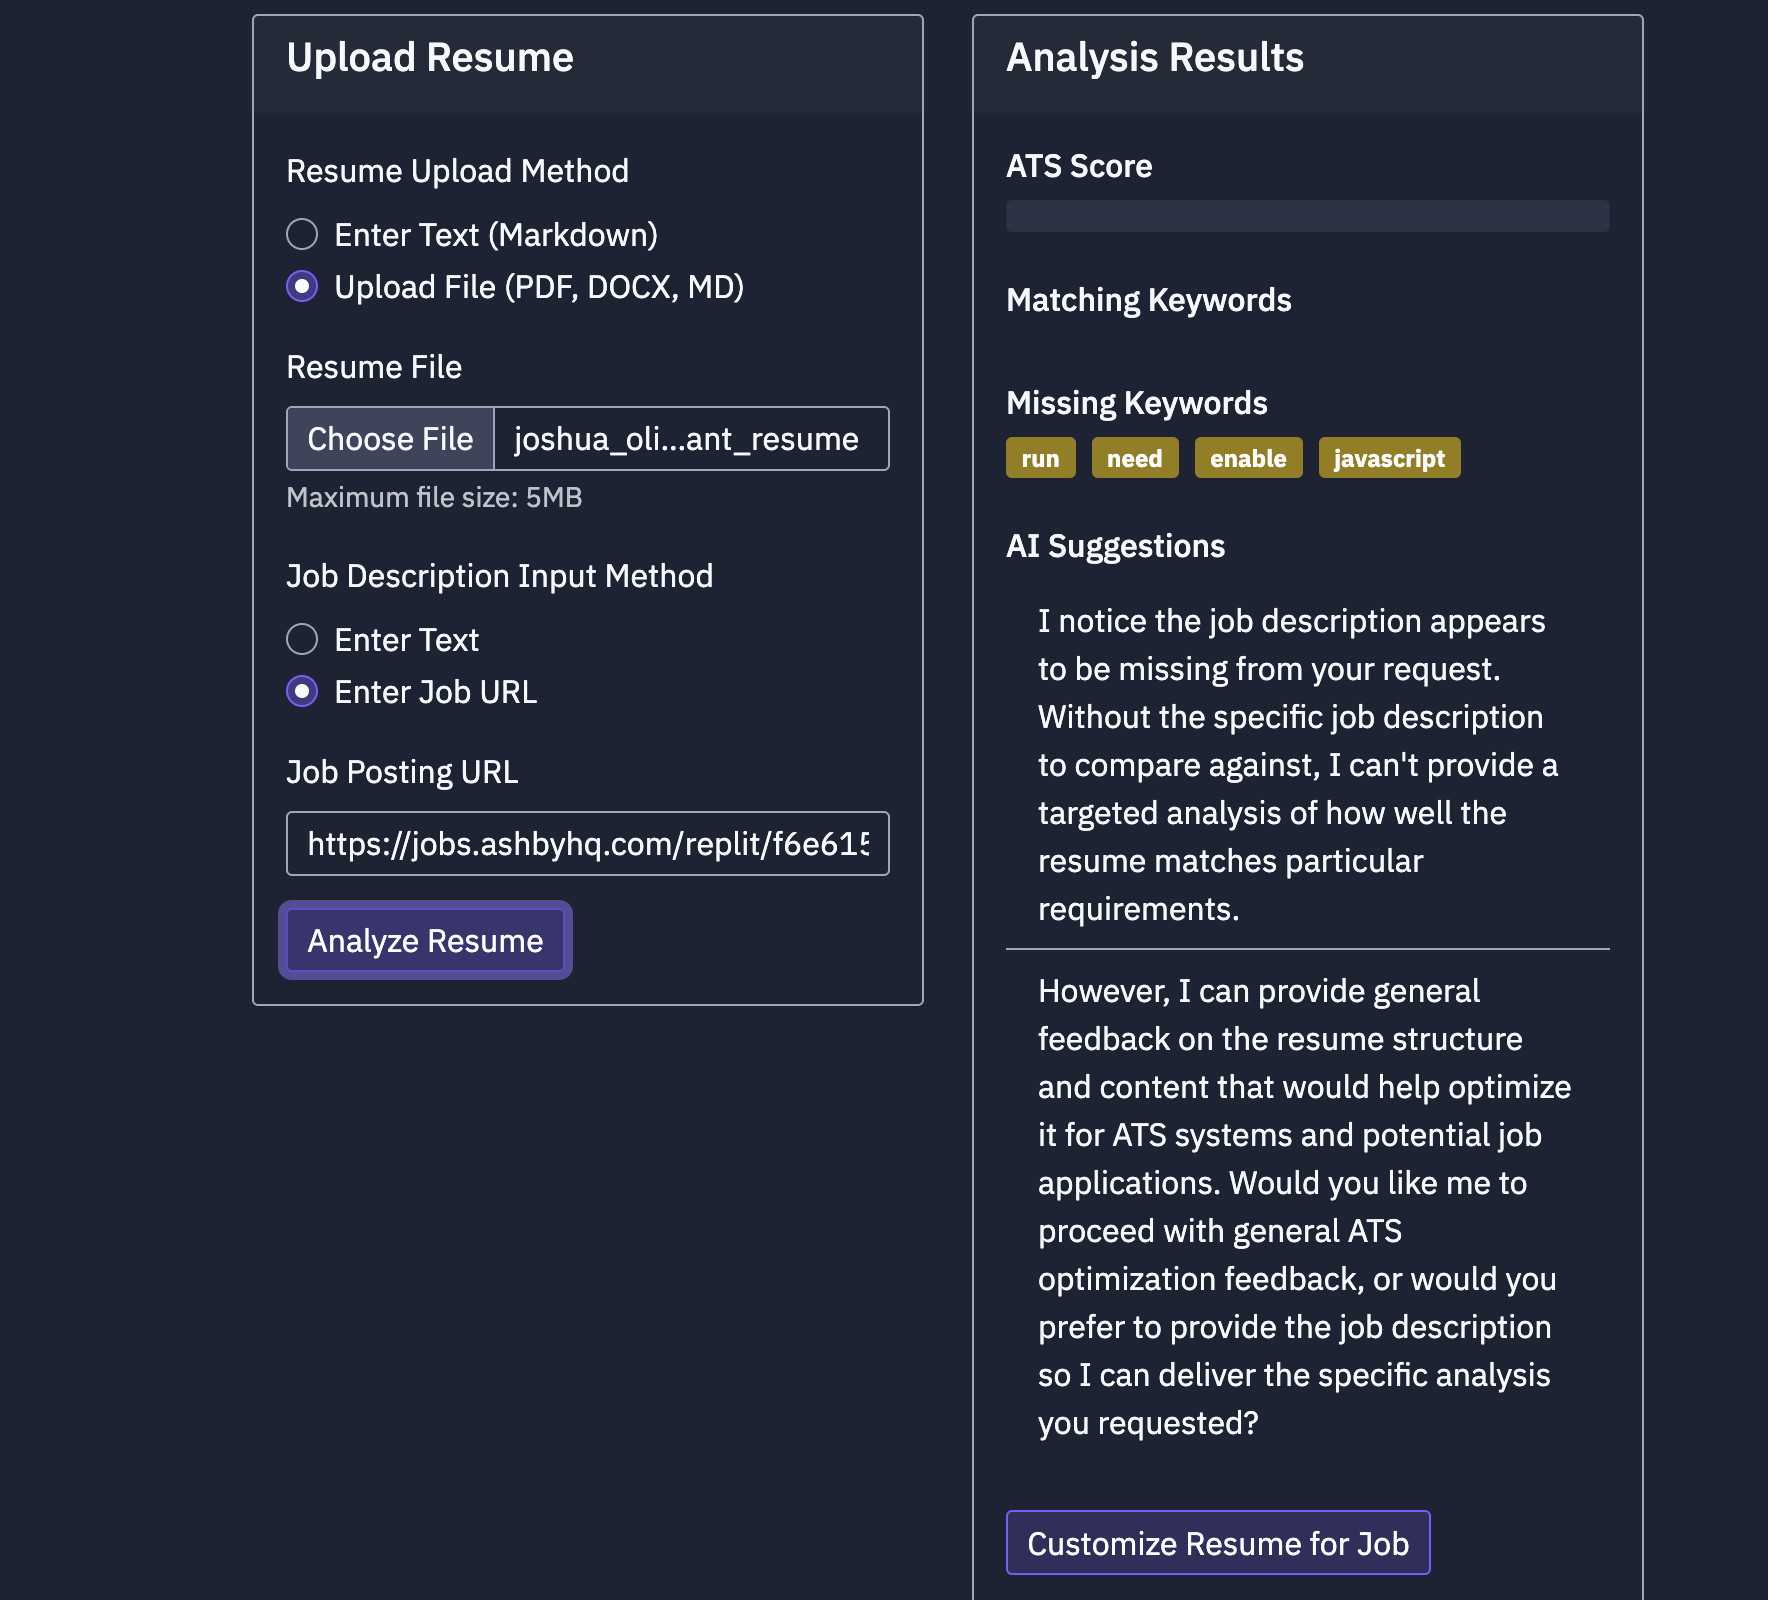 Upload Resume
Resume Upload Method
Enter Text (Markdown)
Upload File (PDF, DOCX, MD)
Resume File
Choose File joshua_oli...ant_resume
Maximum file size: 5MB
Job Description Input Method
Enter Text
Enter Job URL
Job Posting URL
https://jobs.ashbyhq.com/replit/f6e615
Analyze Resume
Analysis Results
ATS Score
Matching Keywords
Missing Keywords
run need enable javascript
AI Suggestions
I notice the job description appears
to be missing from your request.
Without the specific job description
to compare against, I can't provide a
targeted analysis of how well the
resume matches particular
requirements.
However, I can provide general
feedback on the resume structure
and content that would help optimize
it for ATS systems and potential job
applications. Would you like me to
proceed with general ATS
optimization feedback, or would you
prefer to provide the job description
so I can deliver the specific analysis
you requested?
Customize Resume for Job